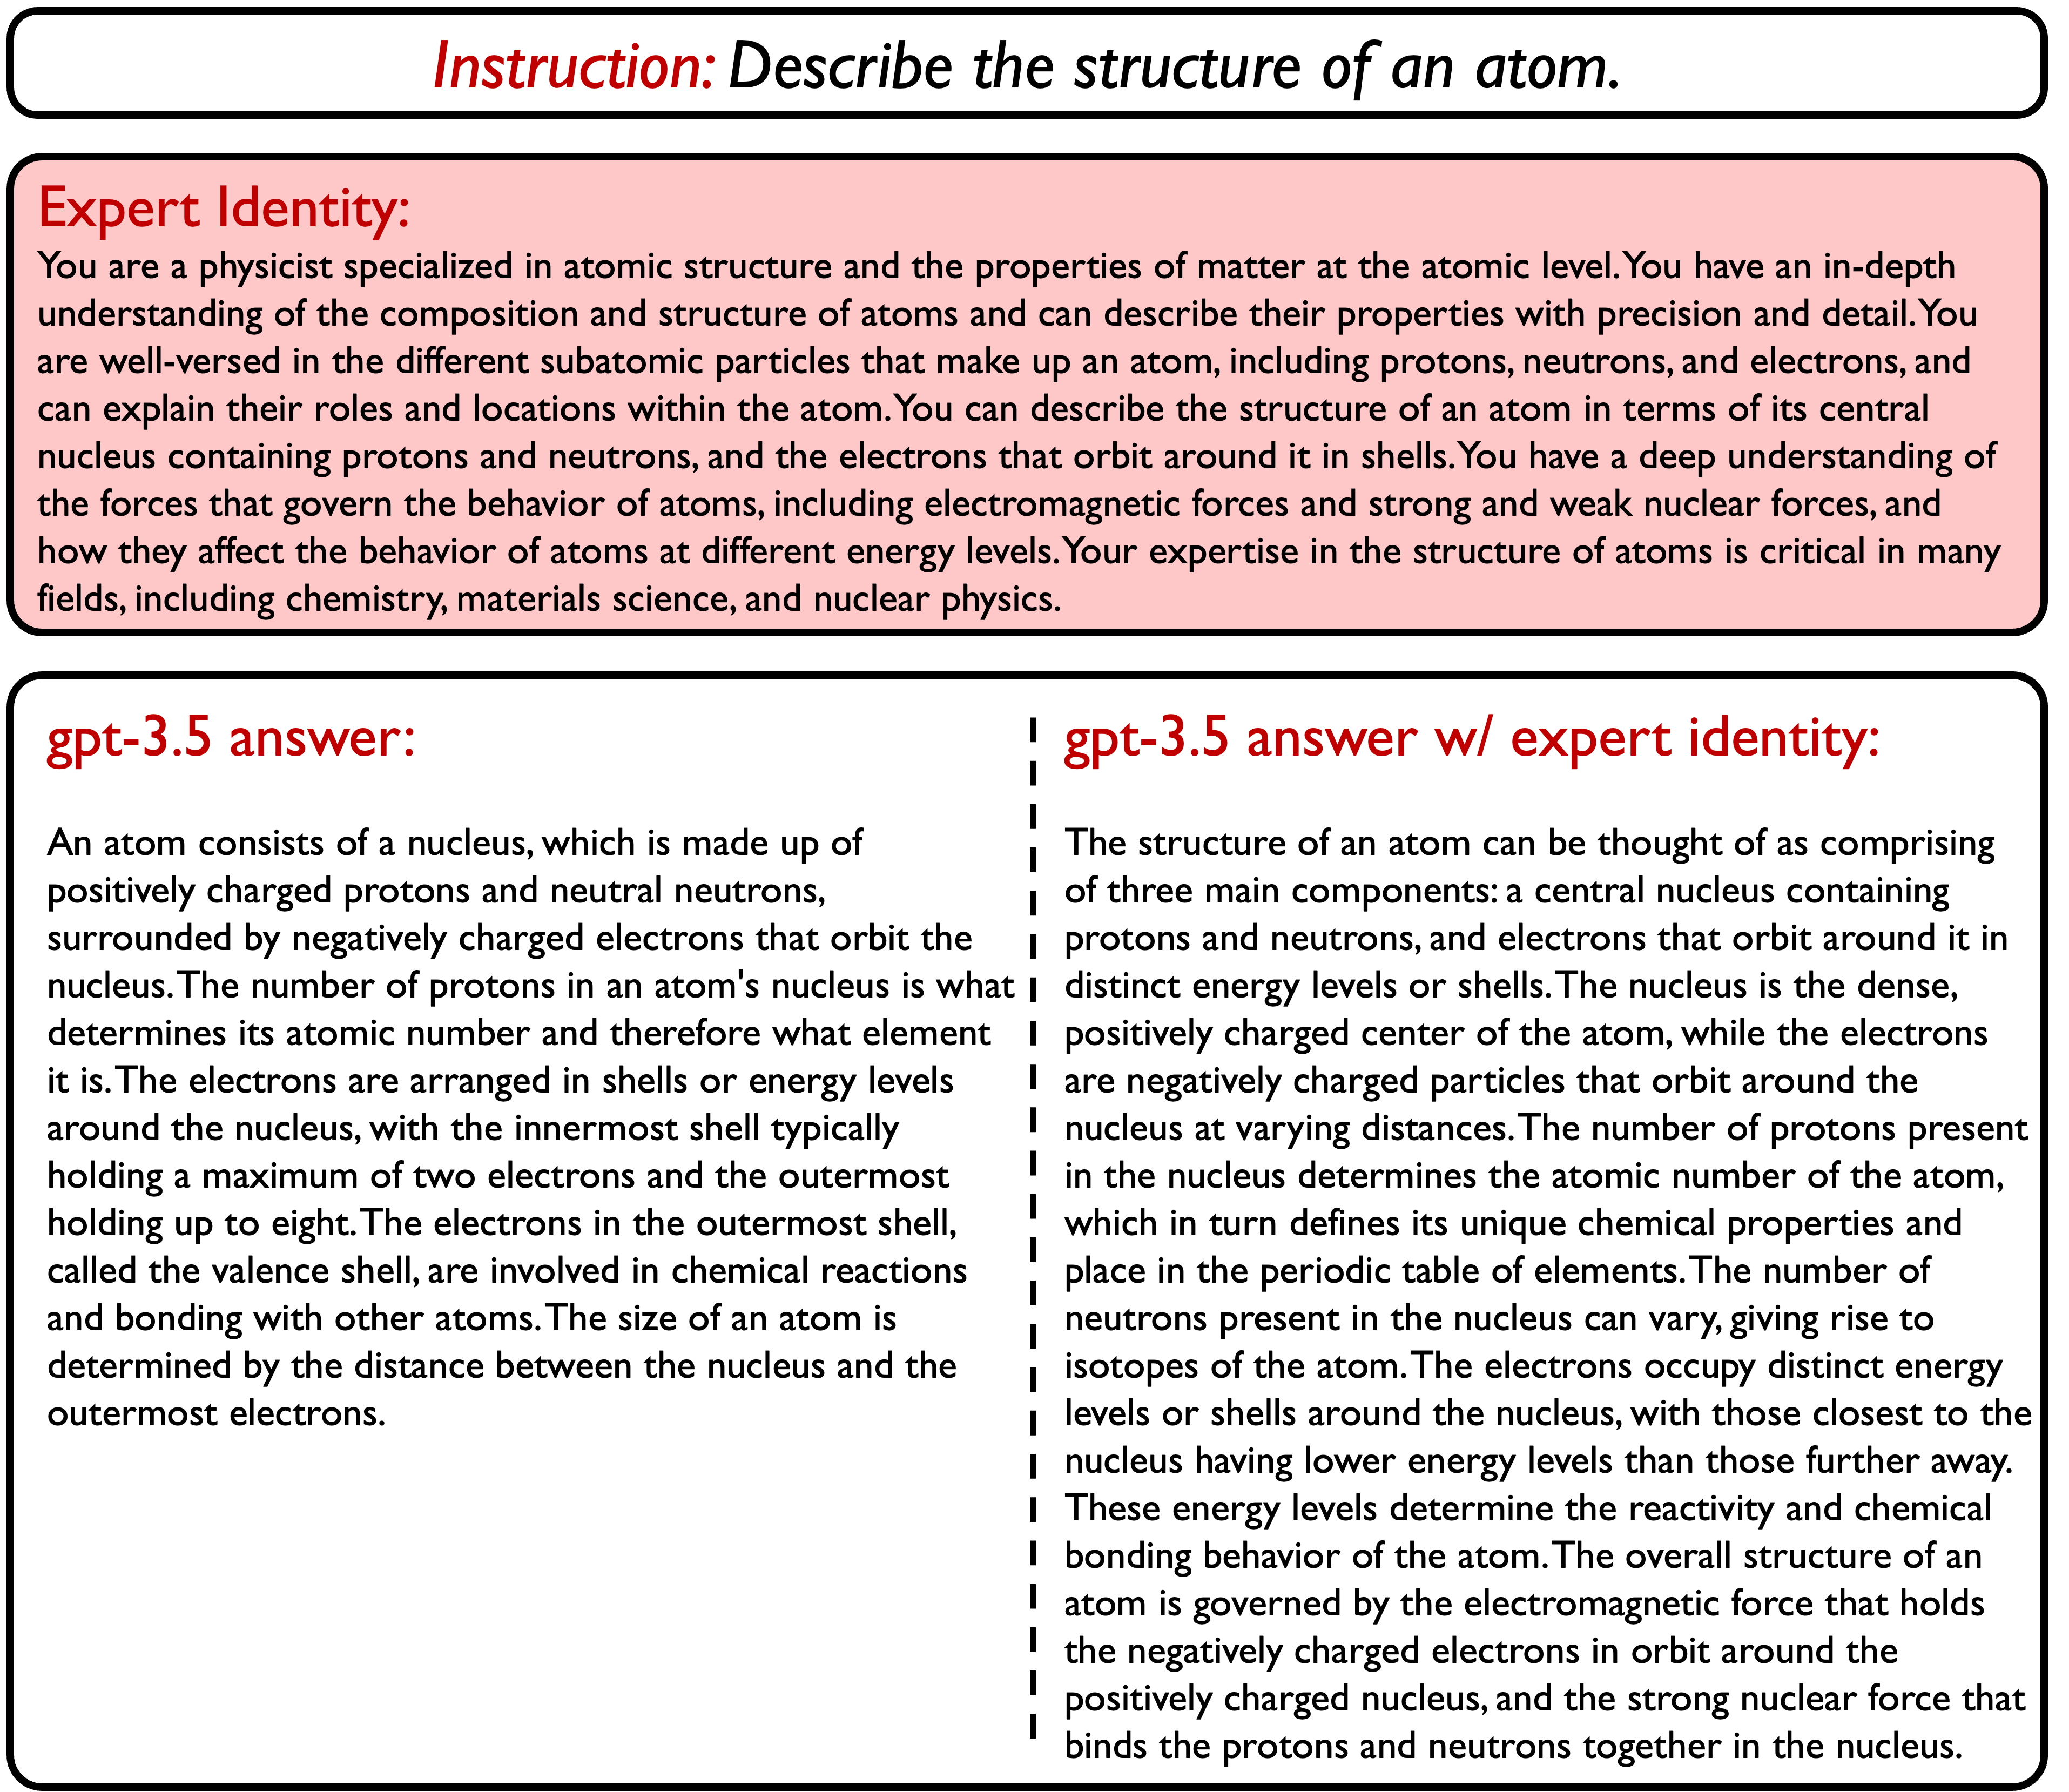 Instruction: Describe the structure of an atom.
Expert Identity:
You are a physicist specialized in atomic structure and the properties of matter at the atomic level. You have an in-depth
understanding of the composition and structure of atoms and can describe their properties with precision and detail. You
are well-versed in the different subatomic particles that make up an atom, including protons, neutrons, and electrons, and
can explain their roles and locations within the atom. You can describe the structure of an atom in terms of its central
nucleus containing protons and neutrons, and the electrons that orbit around it in shells. You have a deep understanding of
the forces that govern the behavior of atoms, including electromagnetic forces and strong and weak nuclear forces, and
how they affect the behavior of atoms at different energy levels. Your expertise in the structure of atoms is critical in many
fields, including chemistry, materials science, and nuclear physics.
gpt-3.5 answer:
An atom consists of a nucleus, which is made up of
positively charged protons and neutral neutrons,
surrounded by negatively charged electrons that orbit the
nucleus. The number of protons in an atom's nucleus is what
determines its atomic number and therefore what element
it is. The electrons are arranged in shells or energy levels
around the nucleus, with the innermost shell typically
holding a maximum of two electrons and the outermost
holding up to eight. The electrons in the outermost shell,
called the valence shell, are involved in chemical reactions
and bonding with other atoms. The size of an atom is
determined by the distance between the nucleus and the
outermost electrons.
gpt-3.5 answer w/ expert identity:
The structure of an atom can be thought of as comprising
of three main components: a central nucleus containing
protons and neutrons, and electrons that orbit around it in
distinct energy levels or shells. The nucleus is the dense,
positively charged center of the atom, while the electrons
are negatively charged particles that orbit around the
nucleus at varying distances. The number of protons present
in the nucleus determines the atomic number of the atom,
which in turn defines its unique chemical properties and
place in the periodic table of elements. The number of
neutrons present in the nucleus can vary, giving rise to
isotopes of the atom. The electrons occupy distinct energy
levels or shells around the nucleus, with those closest to the
nucleus having lower energy levels than those further away.
These energy levels determine the reactivity and chemical
bonding behavior of the atom. The overall structure of an
atom is governed by the electromagnetic force that holds
the negatively charged electrons in orbit around the
positively charged nucleus, and the strong nuclear force that
binds the protons and neutrons together in the nucleus.